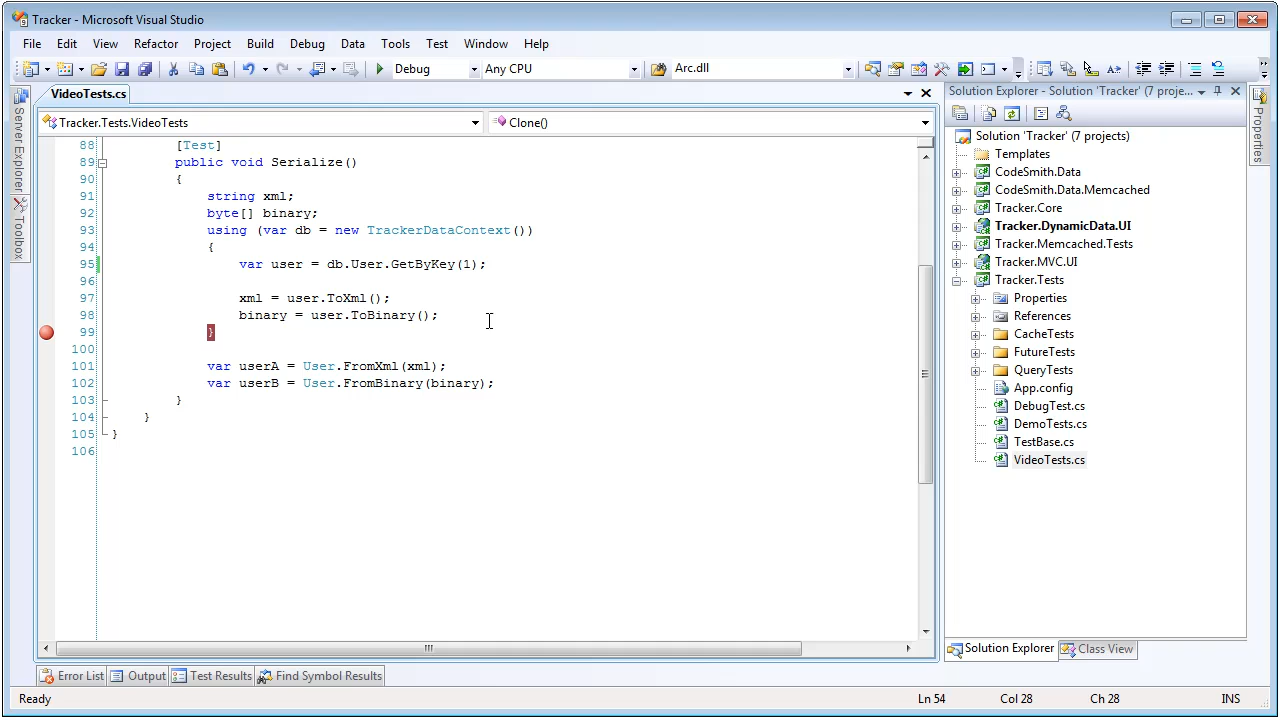 Tracker - Microsoft Visual Studio
File Edit View Refactor Project Build Debug Data Tools Test Window Help
Debug Any CPU Arc.dll
Server Explorer
Toolbox
VideoTests.cs
Tracker.Tests.VideoTests Clone()
88 [Test]
89 public void Serialize()
90 {
91 string xml;
92 byte[] binary;
93 using (var db = new TrackerDataContext())
94 {
95 var user = db.User.GetByKey(1);
96
97 xml = user.ToXml();
98 binary = user.ToBinary();
99 }
100
101 var userA = User.FromXml(xml);
102 var userB = User.FromBinary(binary);
103 }
104 }
105 }
106
Solution Explorer - Solution 'Tracker' (7 proje...
Solution 'Tracker' (7 projects)
Templates
CodeSmith.Data
CodeSmith.Data.Memcached
Tracker.Core
Tracker.DynamicData.UI
Tracker.Memcached.Tests
Tracker.MVC.UI
Tracker.Tests
Properties
References
CacheTests
FutureTests
QueryTests
App.config
DebugTest.cs
DemoTests.cs
TestBase.cs
VideoTests.cs
Solution Explorer Class View
Properties
Error List Output Test Results Find Symbol Results
Ready Ln 54 Col 28 Ch 28 INS